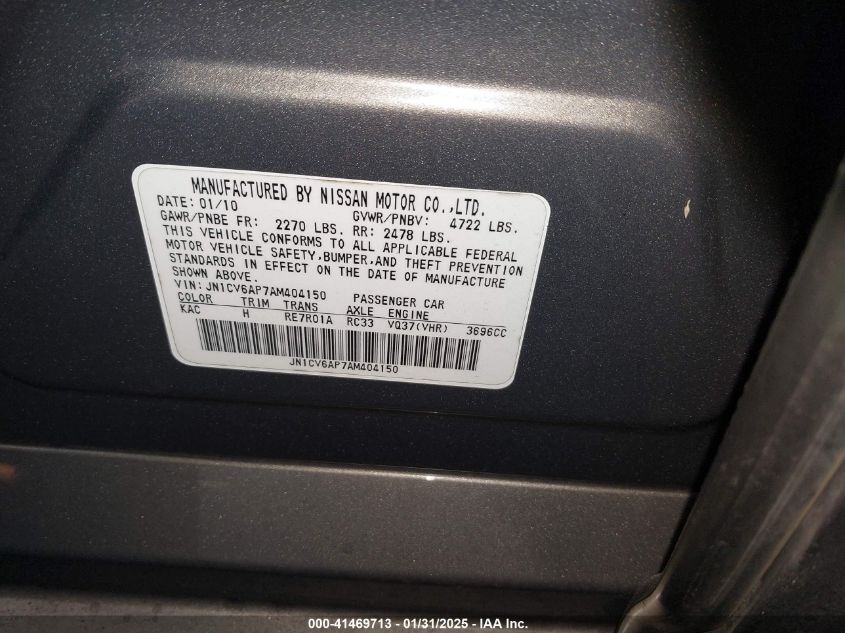 MANUFACTURED BY NISSAN MOTOR CO.,LTD.
DATE: 01/10 GVWR/PNBV: 4722 LBS.
GAWR/PNBE FR: 2270 LBS. RR: 2478 LBS.
THIS VEHICLE CONFORMS TO ALL APPLICABLE FEDERAL
MOTOR VEHICLE SAFETY,BUMPER,AND THEFT PREVENTION
STANDARDS IN EFFECT ON THE DATE OF MANUFACTURE
SHOWN ABOVE.
VIN: JN1CV6AP7AM404150 PASSENGER CAR
COLOR TRIM TRANS AXLE ENGINE
KAC H RE7R01A RC33 VQ37(VHR) 3696CC
JN1CV6AP7AM404150
000-41469713 - 01/31/2025 - Copyright © 2025 IAA, Inc.